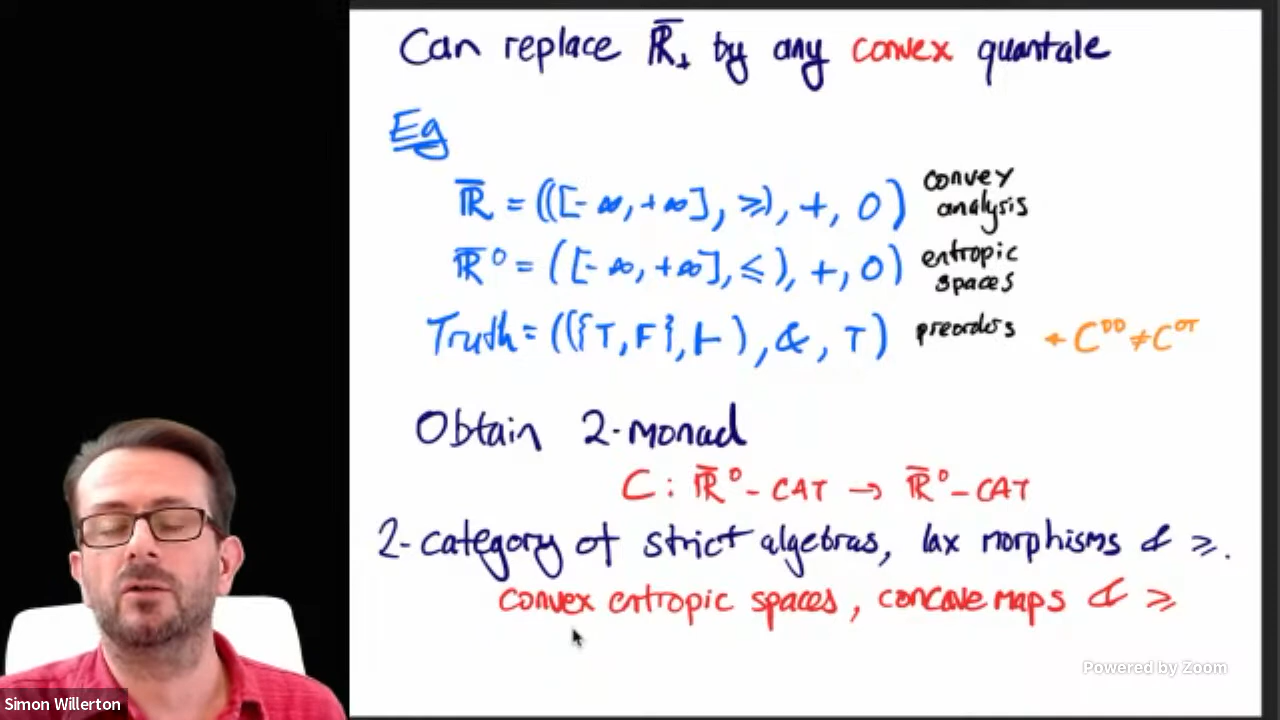 Can replace R̅₊ by any convex quantale
Eg
R̅ = (([-∞, +∞], ⩾), +, 0) convex analysis
R̅° = ([-∞, +∞], ⩽), +, 0) entropic spaces
Truth = (({T, F}, ⊢), &, T) preorders ← C^DD ≠ C^OT
Obtain 2-monad
C : R̅° - CAT → R̅° - CAT
2-category of strict algebras, lax morphisms & ⩾.
convex entropic spaces, concave maps & ⩾
Powered by Zoom
Simon Willerton